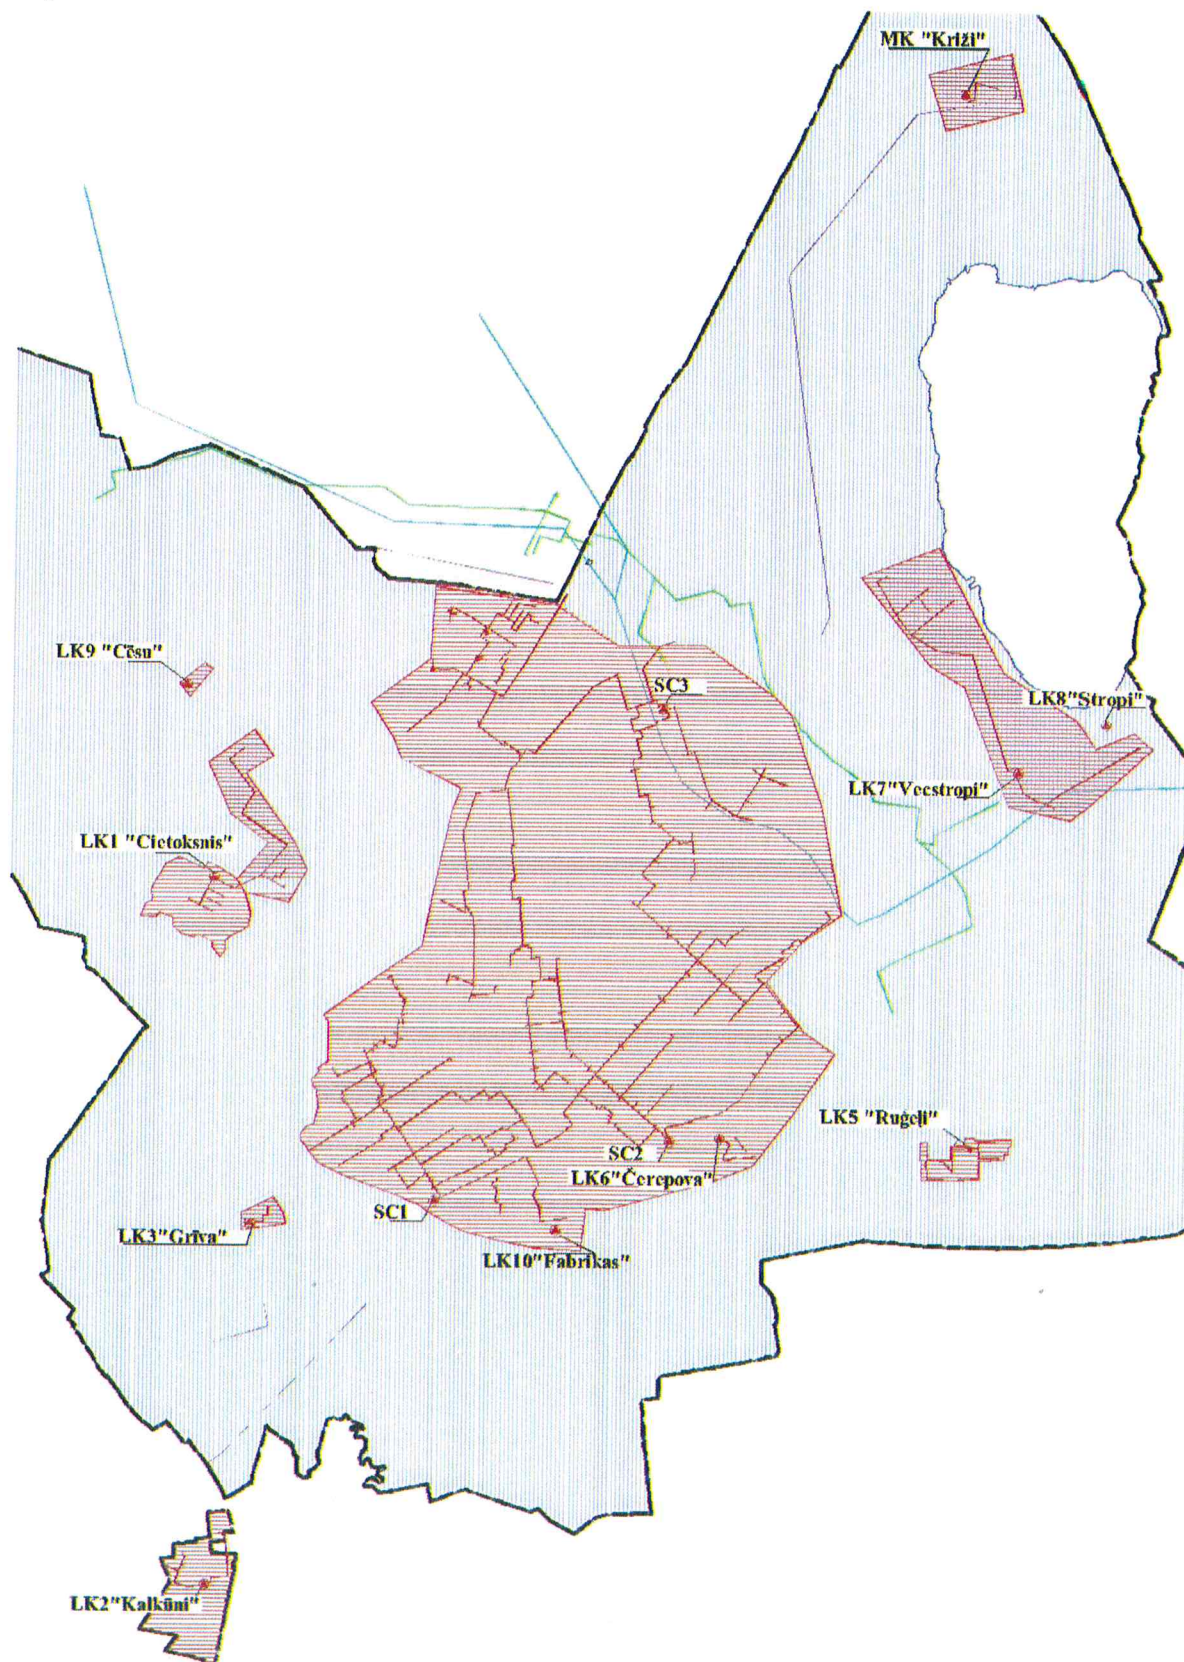 MK "Križi"
LK9 "Cēsu"
SC3
LK8"Stropi"
LK7"Vecstropi"
LK1 "Cietoksnis"
LK5 "Ruģeļi"
SC2
LK6"Čerepova"
SC1
LK3"Grīva"
LK10"Fabrikas"
LK2"Kalkūni"